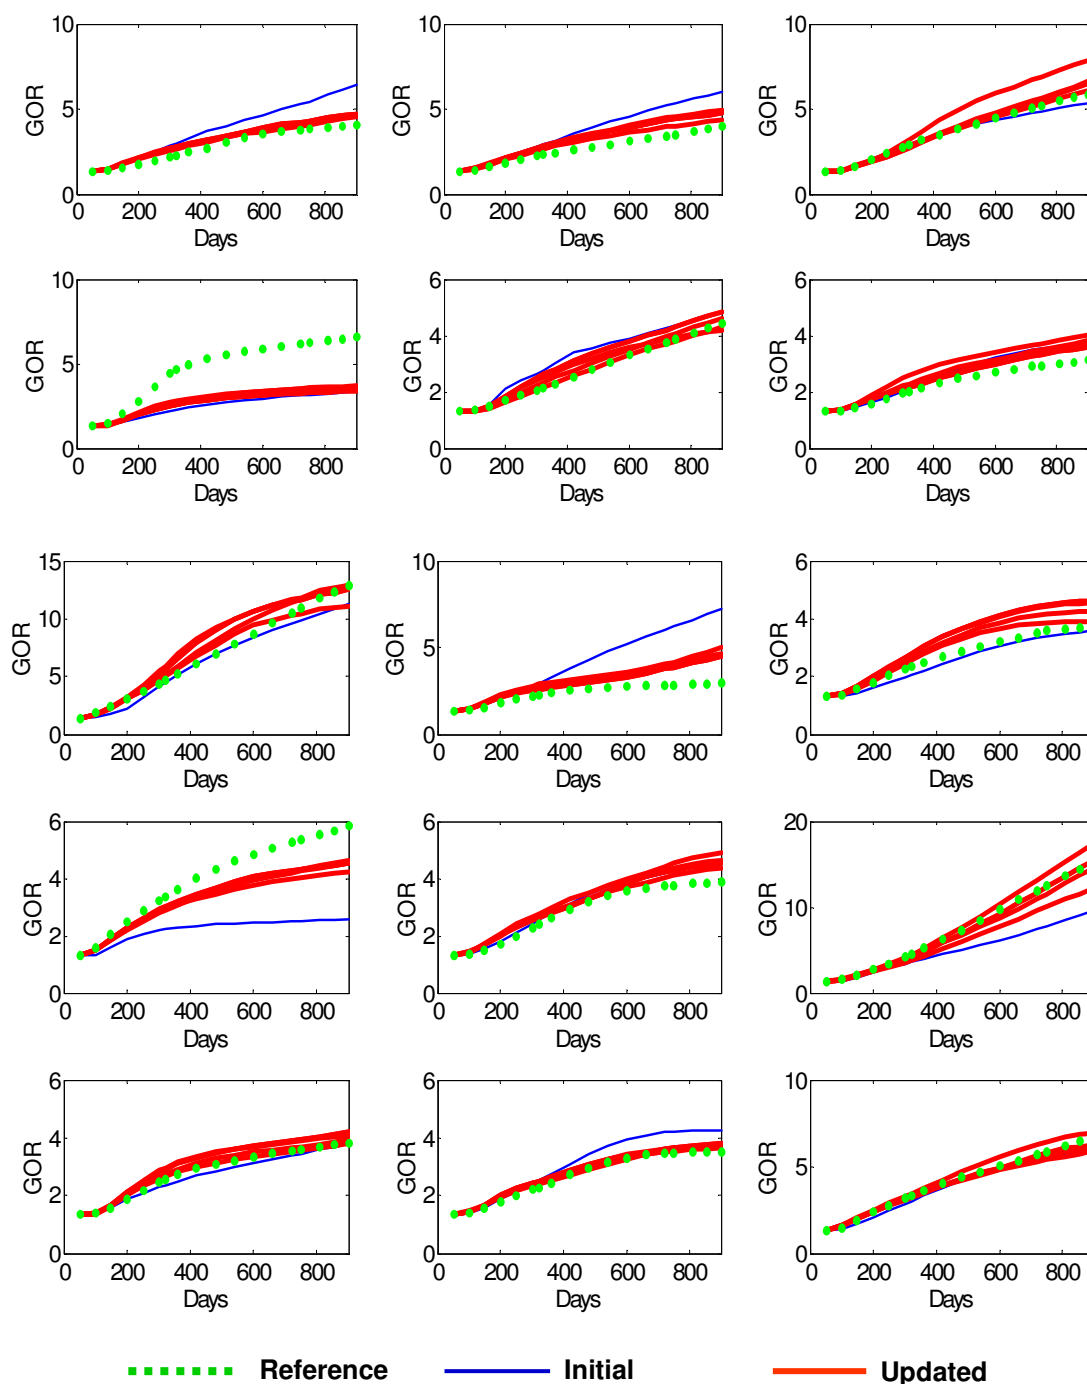 10 10 10
GOR 5 GOR 5 GOR 5
0 0 0
0 200 400 600 800 0 200 400 600 800 0 200 400 600 800
Days Days Days
10 6 6
GOR 5 GOR 4 GOR 4
2 2
0 0 0
0 200 400 600 800 0 200 400 600 800 0 200 400 600 800
Days Days Days
15 10 6
GOR 10 GOR 5 GOR 4
5 2
0 0 0
0 200 400 600 800 0 200 400 600 800 0 200 400 600 800
Days Days Days
6 6 20
GOR 4 GOR 4 GOR 10
2 2
0 0 0
0 200 400 600 800 0 200 400 600 800 0 200 400 600 800
Days Days Days
6 6 10
GOR 4 GOR 4 GOR 5
2 2
0 0 0
0 200 400 600 800 0 200 400 600 800 0 200 400 600 800
Days Days Days
Reference Initial Updated